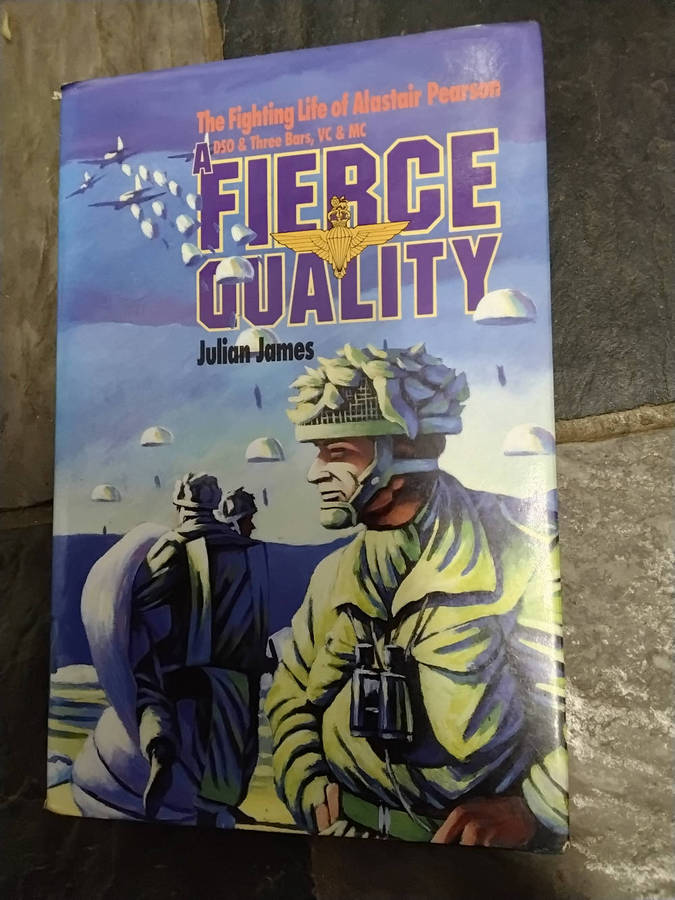 The Fighting Life of Alastair Pearson
DSO & Three Bars, VC & MC
A
FIERCE
QUALITY
Julian James